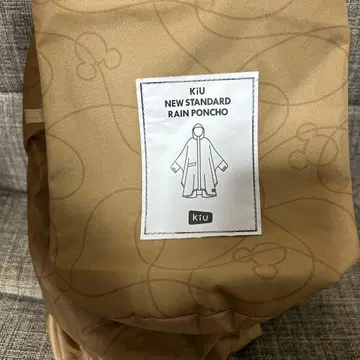 KiU
NEW STANDARD
RAIN PONCHO
kiu